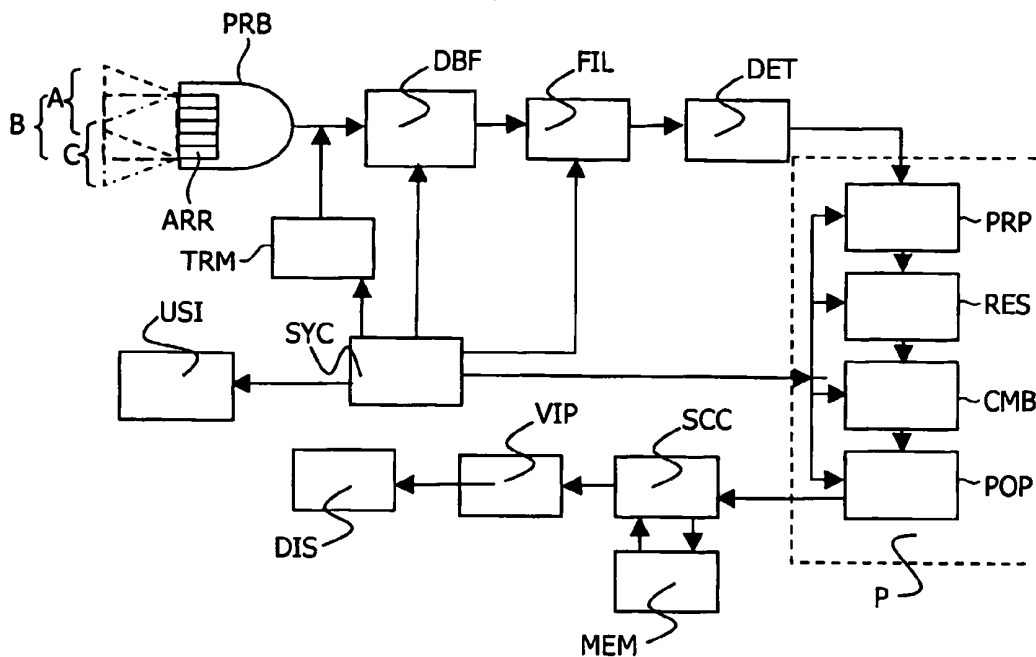 PRB
DBF
FIL
DET
A
B
C
ARR
TRM
PRP
RES
USI
SYC
CMB
VIP
SCC
POP
DIS
P
MEM